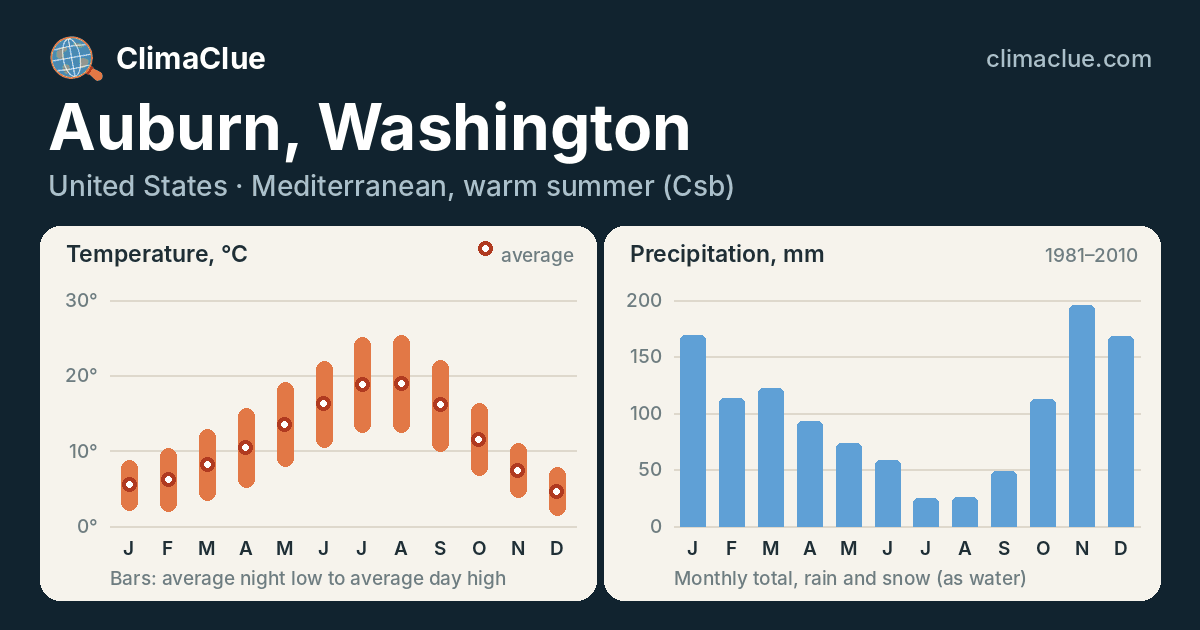 ClimaClue
climaclue.com
Auburn, Washington
United States · Mediterranean, warm summer (Csb)
Temperature, °C
average
30°
20°
10°
0°
J F M A M J J A S O N D
Bars: average night low to average day high
Precipitation, mm
1981–2010
200
150
100
50
0
J F M A M J J A S O N D
Monthly total, rain and snow (as water)